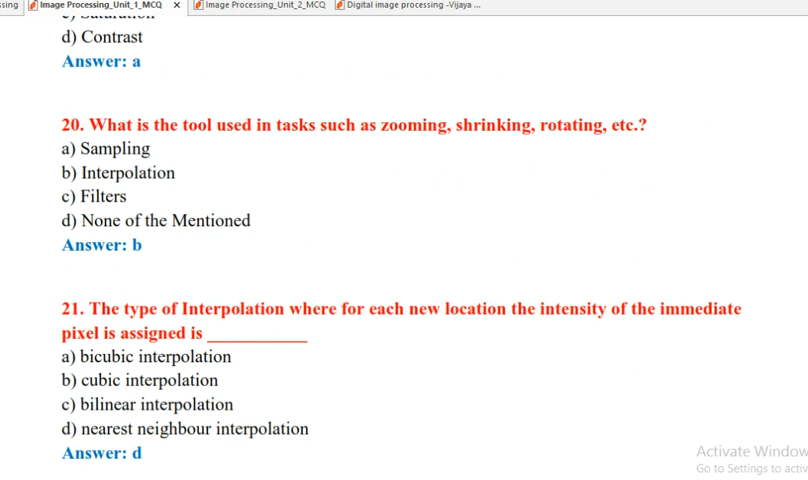 sing Image Processing_Unit_1_MCQ × Image Processing_Unit_2_MCQ Digital image processing -Vijaya ...
c) Saturation
d) Contrast
Answer: a
20. What is the tool used in tasks such as zooming, shrinking, rotating, etc.?
a) Sampling
b) Interpolation
c) Filters
d) None of the Mentioned
Answer: b
21. The type of Interpolation where for each new location the intensity of the immediate
pixel is assigned is ___________
a) bicubic interpolation
b) cubic interpolation
c) bilinear interpolation
d) nearest neighbour interpolation
Answer: d
Activate Window
Go to Settings to activ